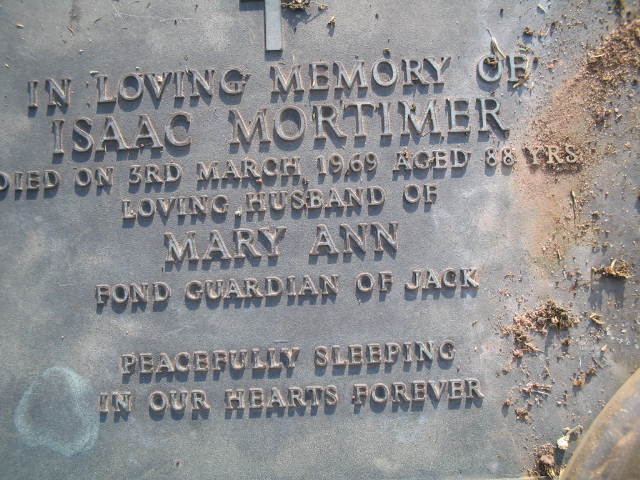 IN LOVING MEMORY OF
ISAAC MORTIMER
DIED ON 3RD MARCH 1969 AGED 88 YRS
LOVING HUSBAND OF
MARY ANN
FOND GUARDIAN OF JACK
PEACEFULLY SLEEPING
IN OUR HEARTS FOREVER